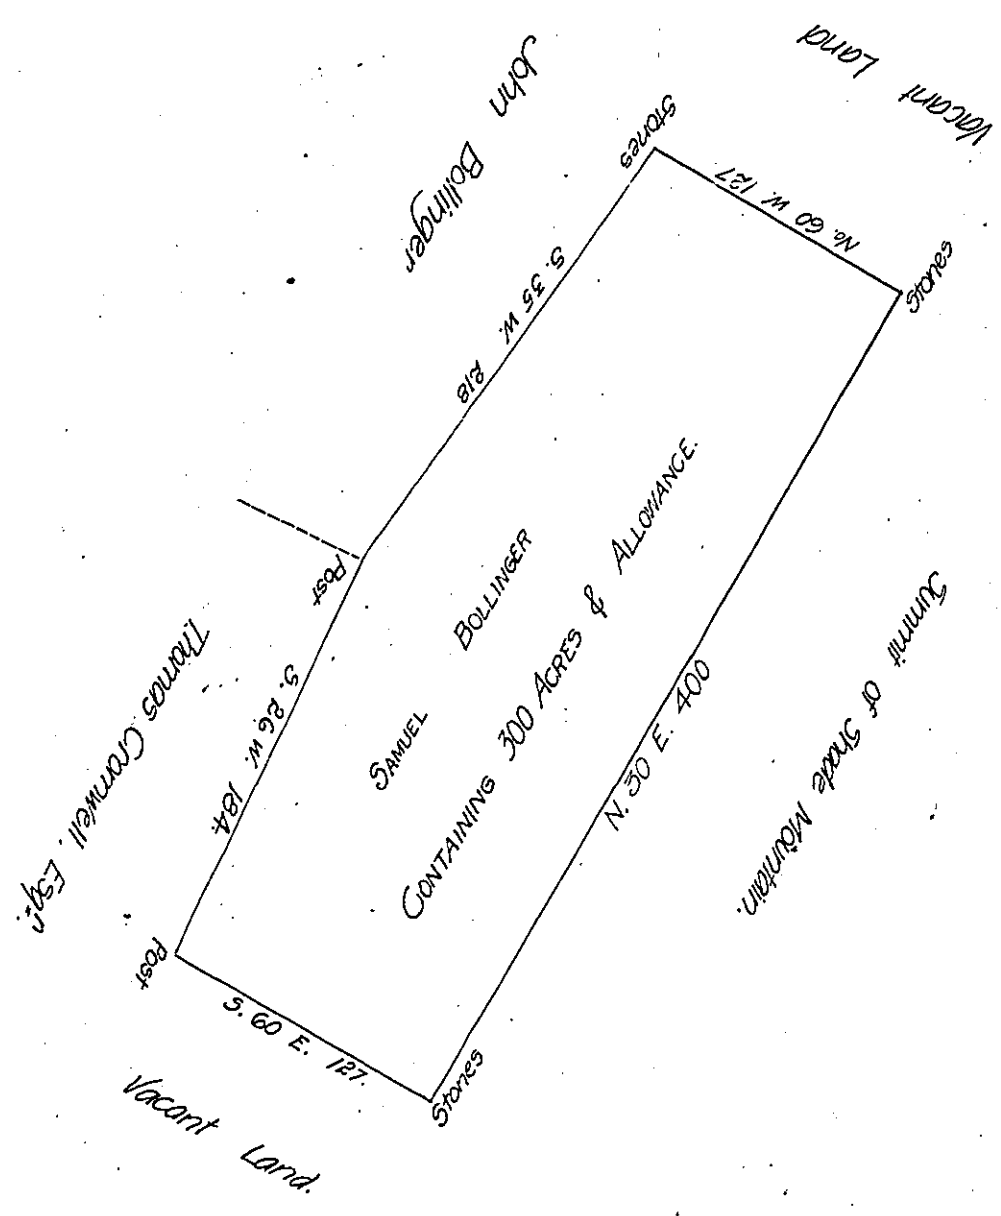 Vacant Land
John Bollinger
Stones
No. 60 W. 127
Stones
S. 35 W. 218
Post
Thomas Cromwell, Esqr.
S. 26 W. 184.
SAMUEL BOLLINGER
CONTAINING 300 ACRES & ALLOWANCE.
N. 30 E. 400
Summit of Shade Mountain.
Post
S. 60 E. 127.
Stones
Vacant Land.